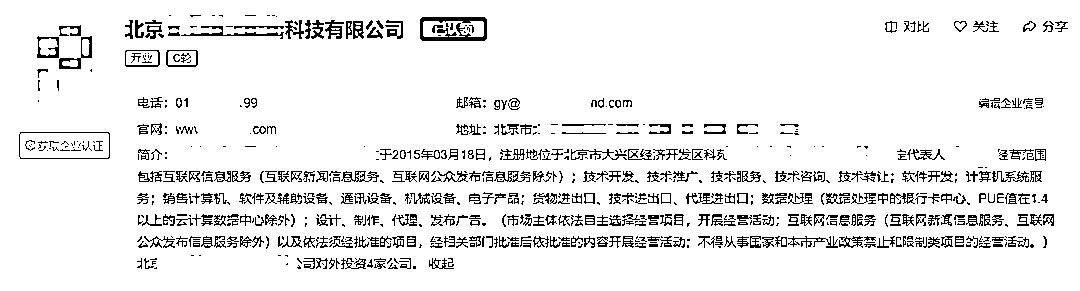 北京 科技有限公司 已认领
对比 关注 分享
开业 C轮
电话：01 .99 邮箱：gy@ nd.com 编辑企业信息
官网：www .com 地址：北京市大
获取企业认证
简介： 于2015年03月18日，注册地位于北京市大兴区经济开发区科苑 代表人 经营范围
包括互联网信息服务（互联网新闻信息服务、互联网公众发布信息服务除外）；技术开发、技术推广、技术服务、技术咨询、技术转让；软件开发；计算机系统服
务；销售计算机、软件及辅助设备、通讯设备、机械设备、电子产品；货物进出口、技术进出口、代理进出口；数据处理（数据处理中的银行卡中心、PUE值在1.4
以上的云计算数据中心除外）；设计、制作、代理、发布广告。（市场主体依法自主选择经营项目，开展经营活动；互联网信息服务（互联网新闻信息服务、互联网
公众发布信息服务除外）以及依法须经批准的项目，经相关部门批准后依批准的内容开展经营活动；不得从事国家和本市产业政策禁止和限制类项目的经营活动。）
北京 公司对外投资4家公司。 收起